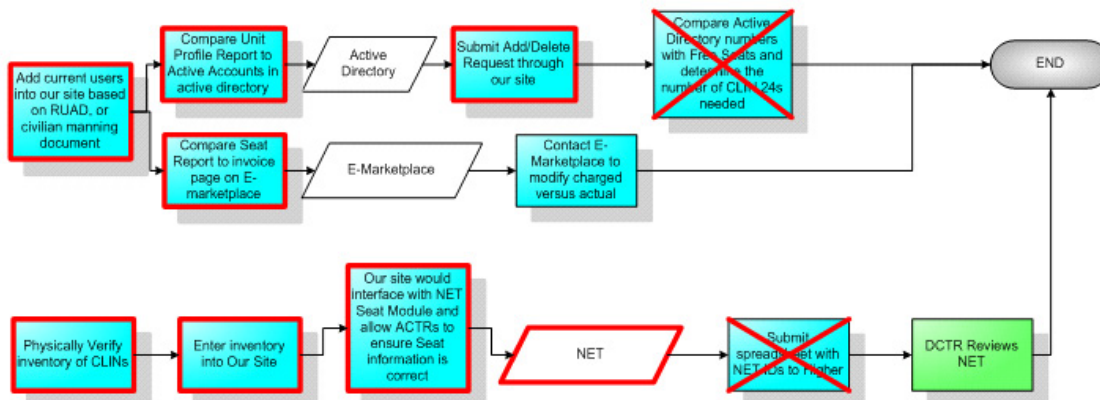 Add current users
into our site based
on RUAD, or
civilian manning
document
Compare Unit
Profile Report to
Active Accounts in
active directory
Active
Directory
Submit Add/Delete
Request through
our site
Compare Active
Directory numbers
with Free Seats and
determine the
number of CLIN 24s
needed
END
Compare Seat
Report to invoice
page on E-
marketplace
E-Marketplace
Contact E-
Marketplace to
modify charged
versus actual
Physically Verify
inventory of CLINs
Enter inventory
into Our Site
Our site would
interface with NET
Seat Module and
allow ACTRs to
ensure Seat
information is
correct
NET
Submit
spreadsheet with
NET IDs to Higher
DCTR Reviews
NET